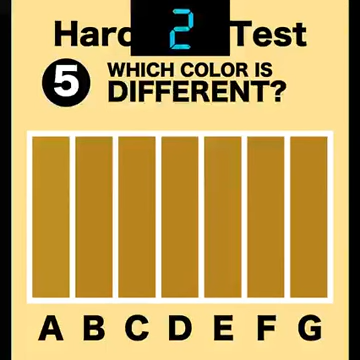 Hard Test
2
5
WHICH COLOR IS
DIFFERENT?
A B C D E F G